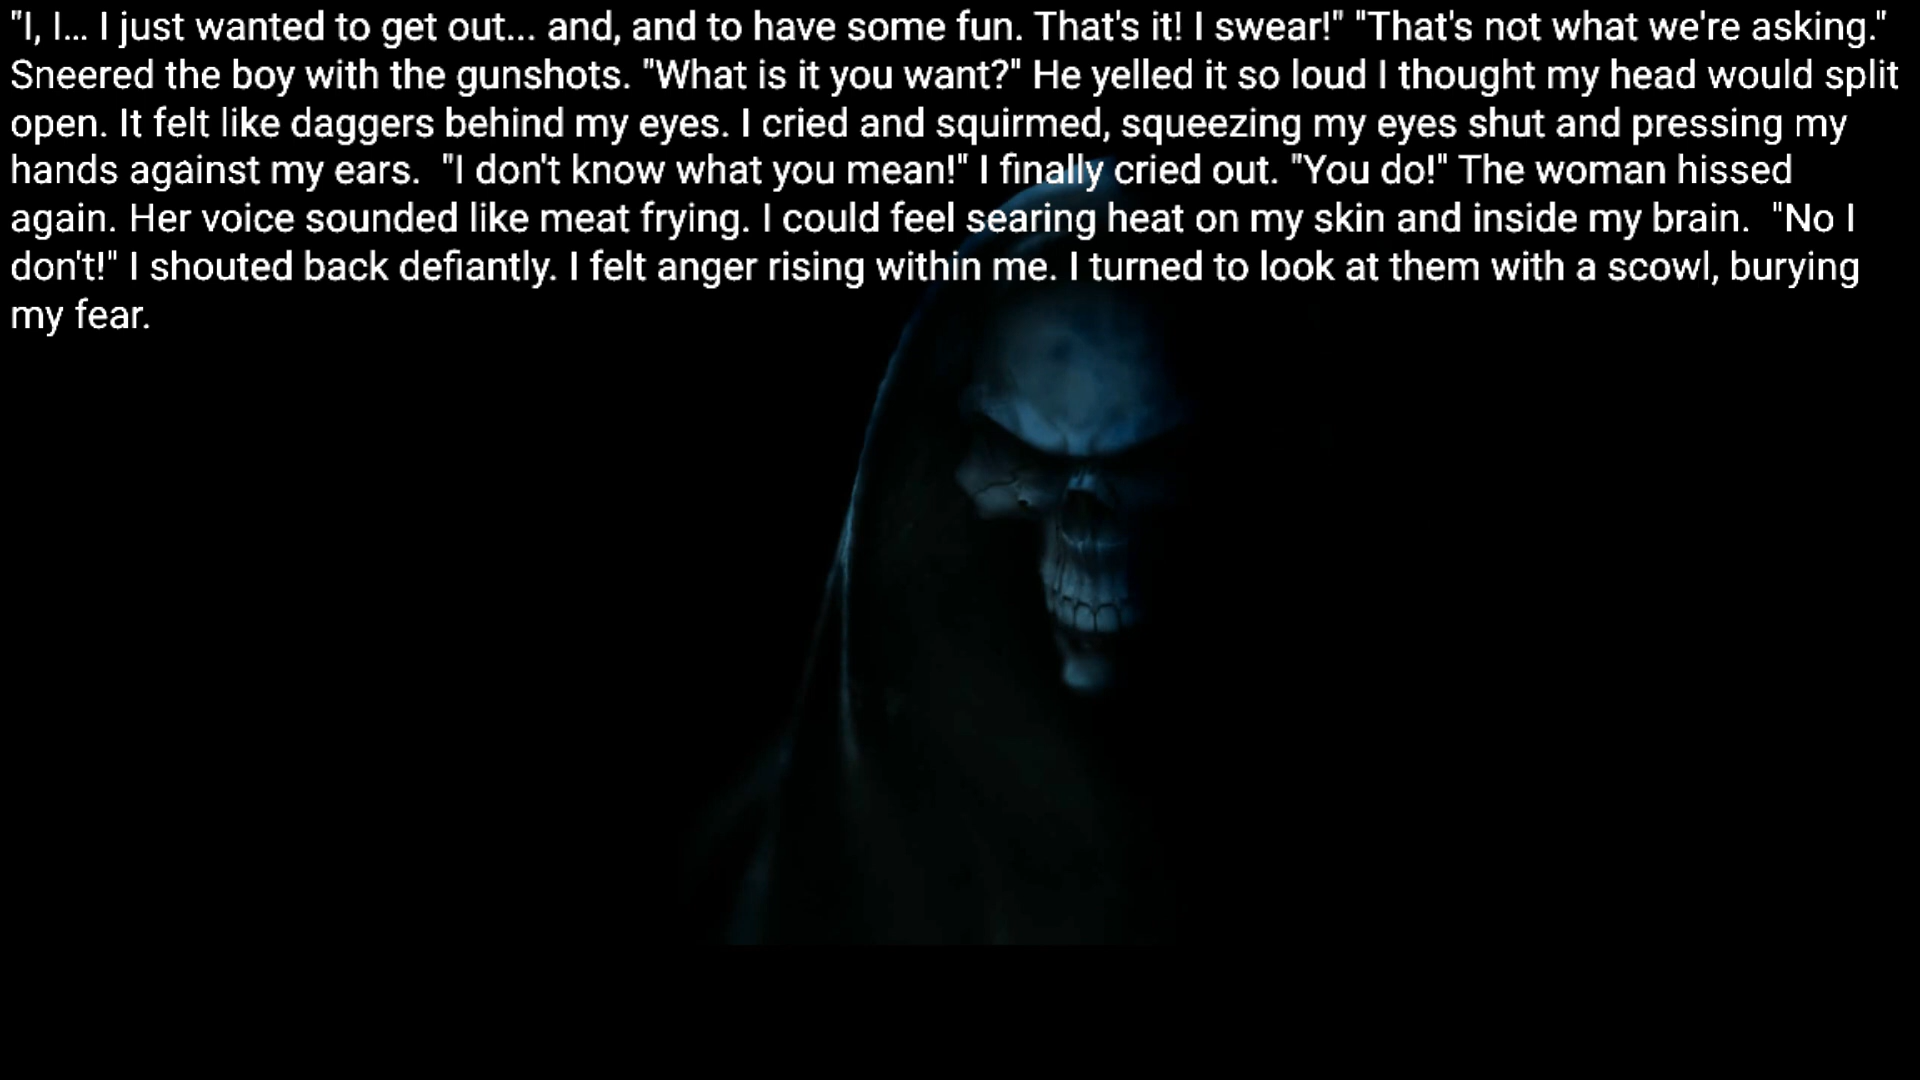 "I, I... I just wanted to get out... and, and to have some fun. That's it! I swear!" "That's not what we're asking."
Sneered the boy with the gunshots. "What is it you want?" He yelled it so loud I thought my head would split
open. It felt like daggers behind my eyes. I cried and squirmed, squeezing my eyes shut and pressing my
hands against my ears.  "I don't know what you mean!" I finally cried out. "You do!" The woman hissed
again. Her voice sounded like meat frying. I could feel searing heat on my skin and inside my brain.  "No I
don't!" I shouted back defiantly. I felt anger rising within me. I turned to look at them with a scowl, burying
my fear.